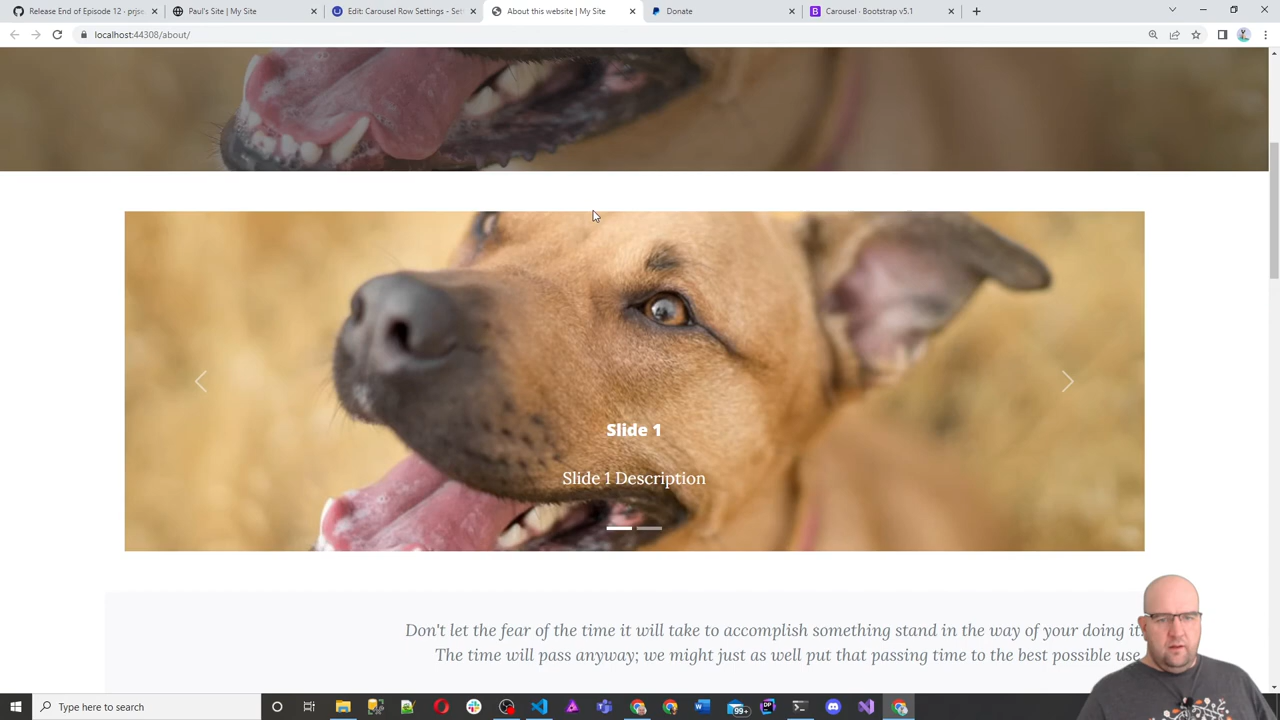 Release End of Episode 12 · prjse
Paul's Site | My Site
Edit: Carousel Row Settings - Set
About this website | My Site
Donate
Carousel · Bootstrap v5.1
localhost:44308/about/
Slide 1
Slide 1 Description
Don't let the fear of the time it will take to accomplish something stand in the way of your doing it.
The time will pass anyway; we might just as well put that passing time to the best possible use.
Type here to search
99+